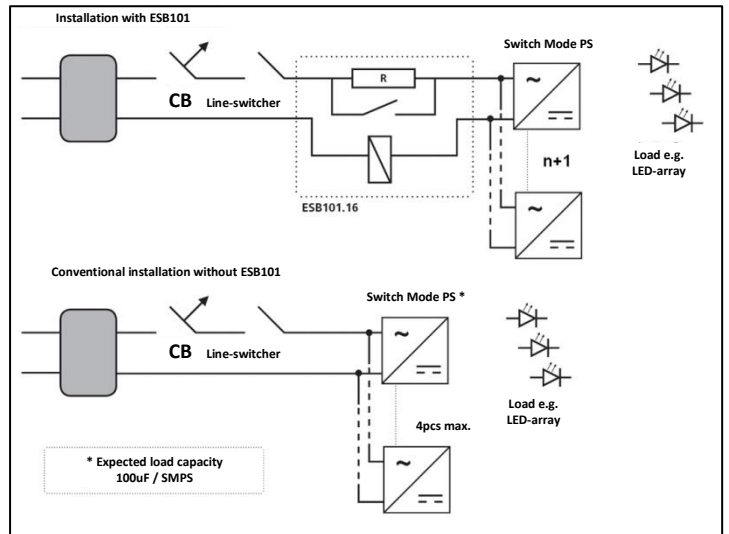 Installation with ESB101
Switch Mode PS
R
CB Line-switcher
ESB101.16
n+1
Load e.g.
LED-array
Conventional installation without ESB101
Switch Mode PS *
CB Line-switcher
4pcs max.
Load e.g.
LED-array
* Expected load capacity
100uF / SMPS